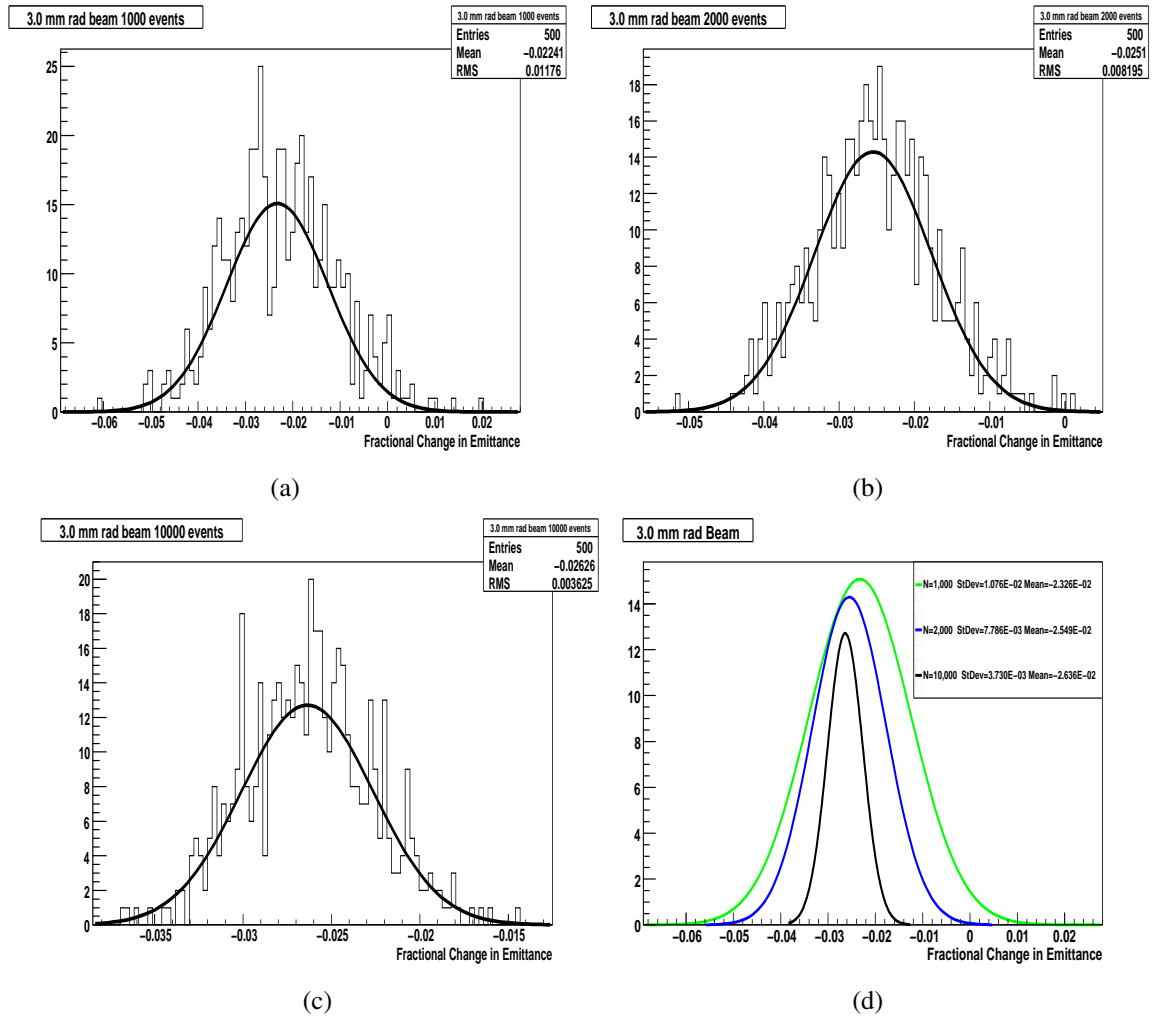 3.0 mm rad beam 1000 events
3.0 mm rad beam 1000 events
Entries 500
Mean −0.02241
RMS 0.01176
25
20
15
10
5
0
−0.06 −0.05 −0.04 −0.03 −0.02 −0.01 0 0.01 0.02
Fractional Change in Emittance
(a)
3.0 mm rad beam 2000 events
3.0 mm rad beam 2000 events
Entries 500
Mean −0.0251
RMS 0.008195
18
16
14
12
10
8
6
4
2
0
−0.05 −0.04 −0.03 −0.02 −0.01 0
Fractional Change in Emittance
(b)
3.0 mm rad beam 10000 events
3.0 mm rad beam 10000 events
Entries 500
Mean −0.02626
RMS 0.003625
20
18
16
14
12
10
8
6
4
2
0
−0.035 −0.03 −0.025 −0.02 −0.015
Fractional Change in Emittance
(c)
3.0 mm rad Beam
N=1,000 StDev=1.076E−02 Mean=−2.326E−02
N=2,000 StDev=7.786E−03 Mean=−2.549E−02
N=10,000 StDev=3.730E−03 Mean=−2.636E−02
14
12
10
8
6
4
2
0
−0.06 −0.05 −0.04 −0.03 −0.02 −0.01 0 0.01 0.02
Fractional Change in Emittance
(d)